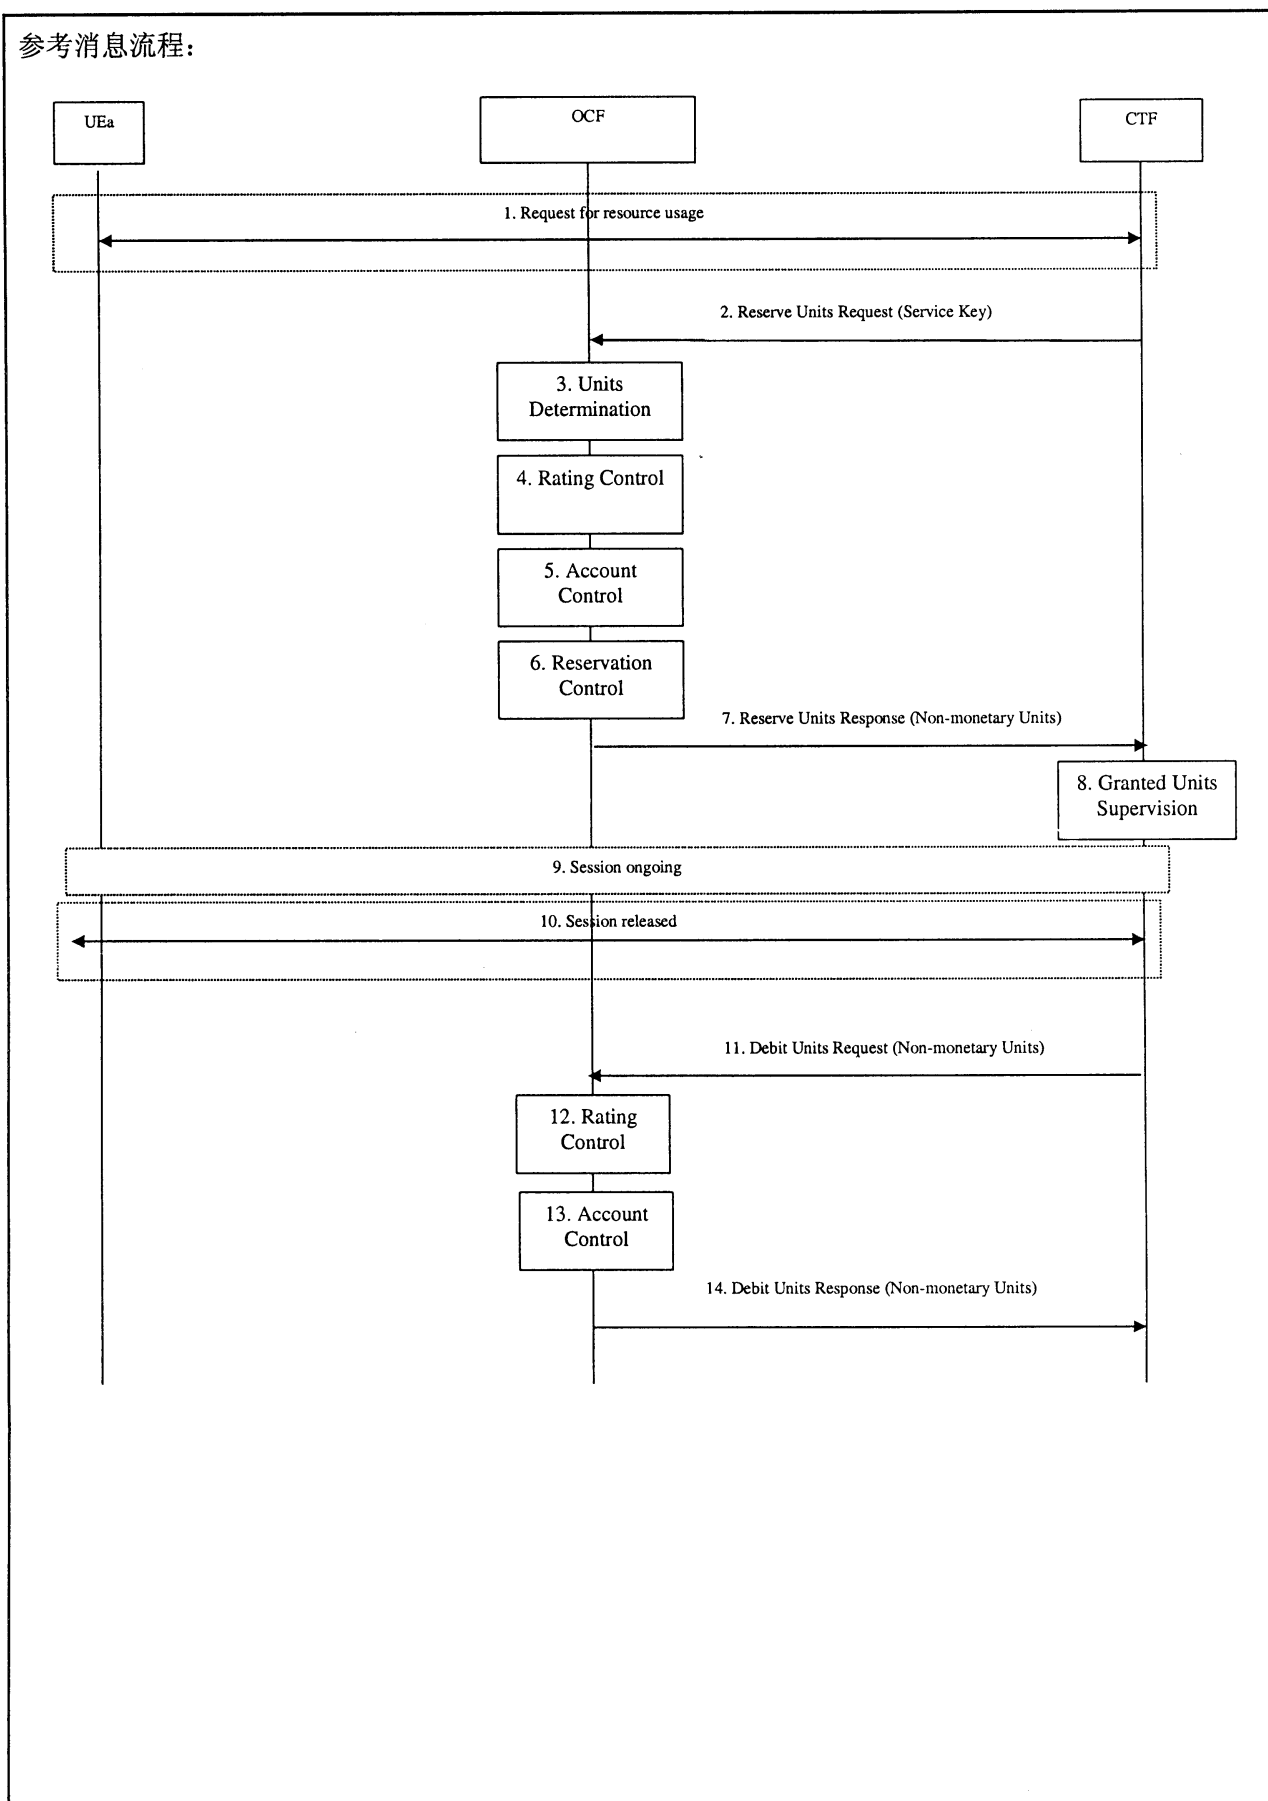 参考消息流程：
UEa
OCF
CTF
1. Request for resource usage
2. Reserve Units Request (Service Key)
3. Units
Determination
4. Rating Control
5. Account
Control
6. Reservation
Control
7. Reserve Units Response (Non-monetary Units)
8. Granted Units
Supervision
9. Session ongoing
10. Session released
11. Debit Units Request (Non-monetary Units)
12. Rating
Control
13. Account
Control
14. Debit Units Response (Non-monetary Units)